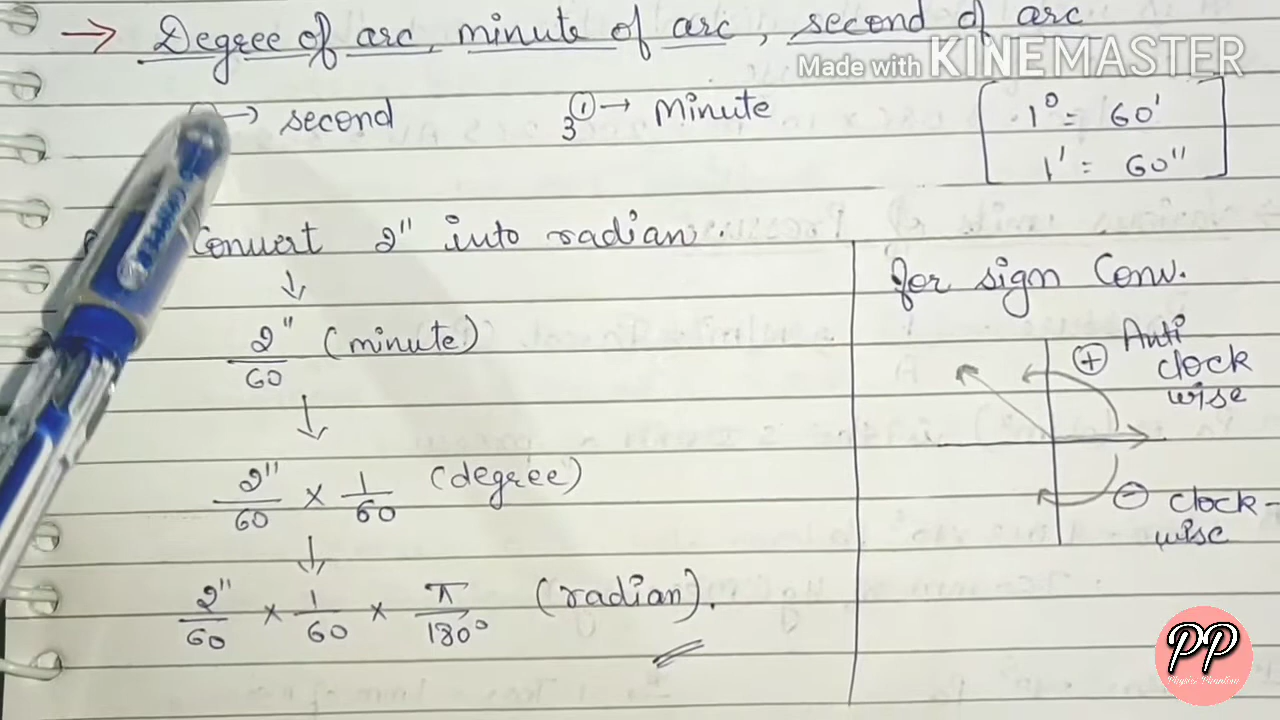 → Degree of arc, minute of arc, second of arc
Made with KINEMASTER
→ second
3' → Minute
1° = 60'
1' = 60"
Convert 2" into radian.
↓
2"/60 (minute)
↓
2"/60 × 1/60 (degree)
↓
2"/60 × 1/60 × π/180° (radian).
for sign Conv.
+ Anti
clock
wise
- clock-
wise
PP
Physics Phantom